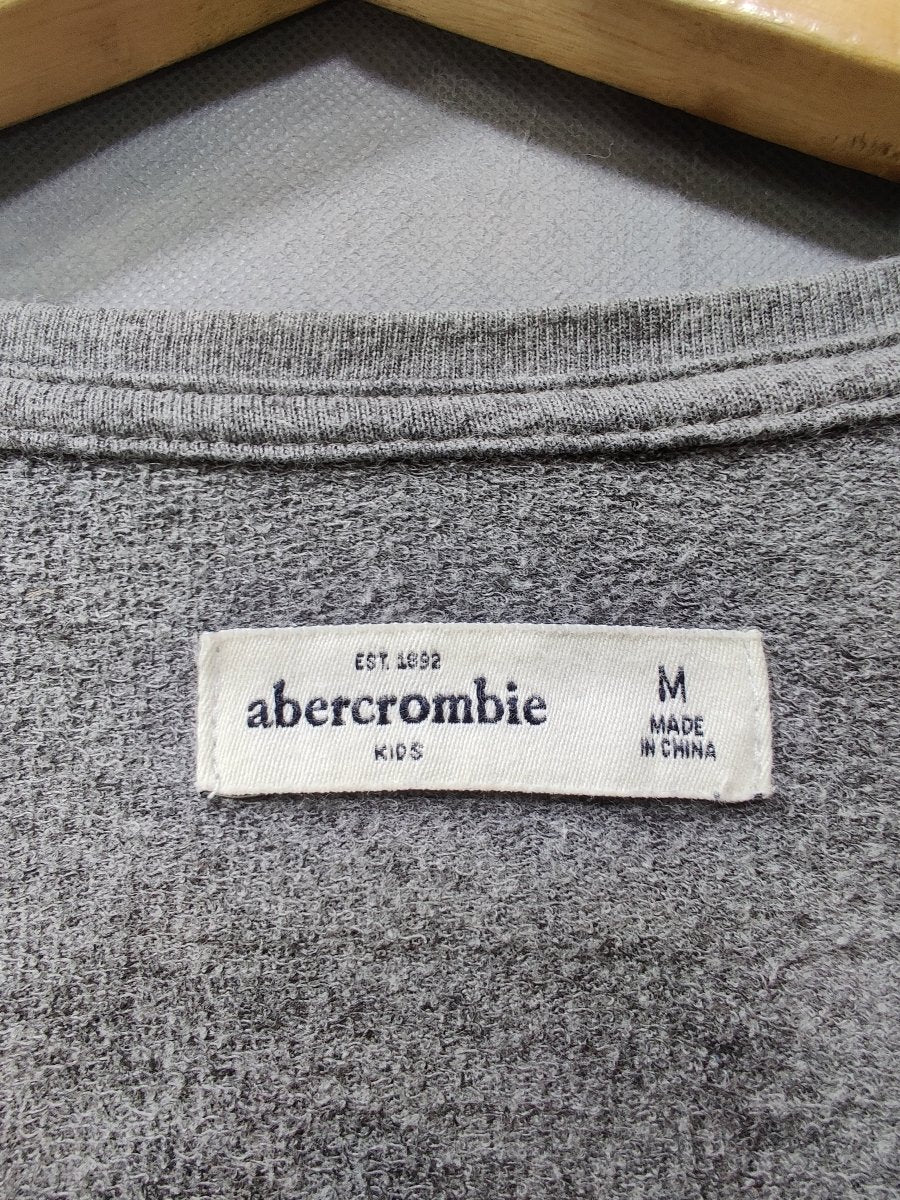 EST. 1892
abercrombie
KIDS
M
MADE
IN CHINA